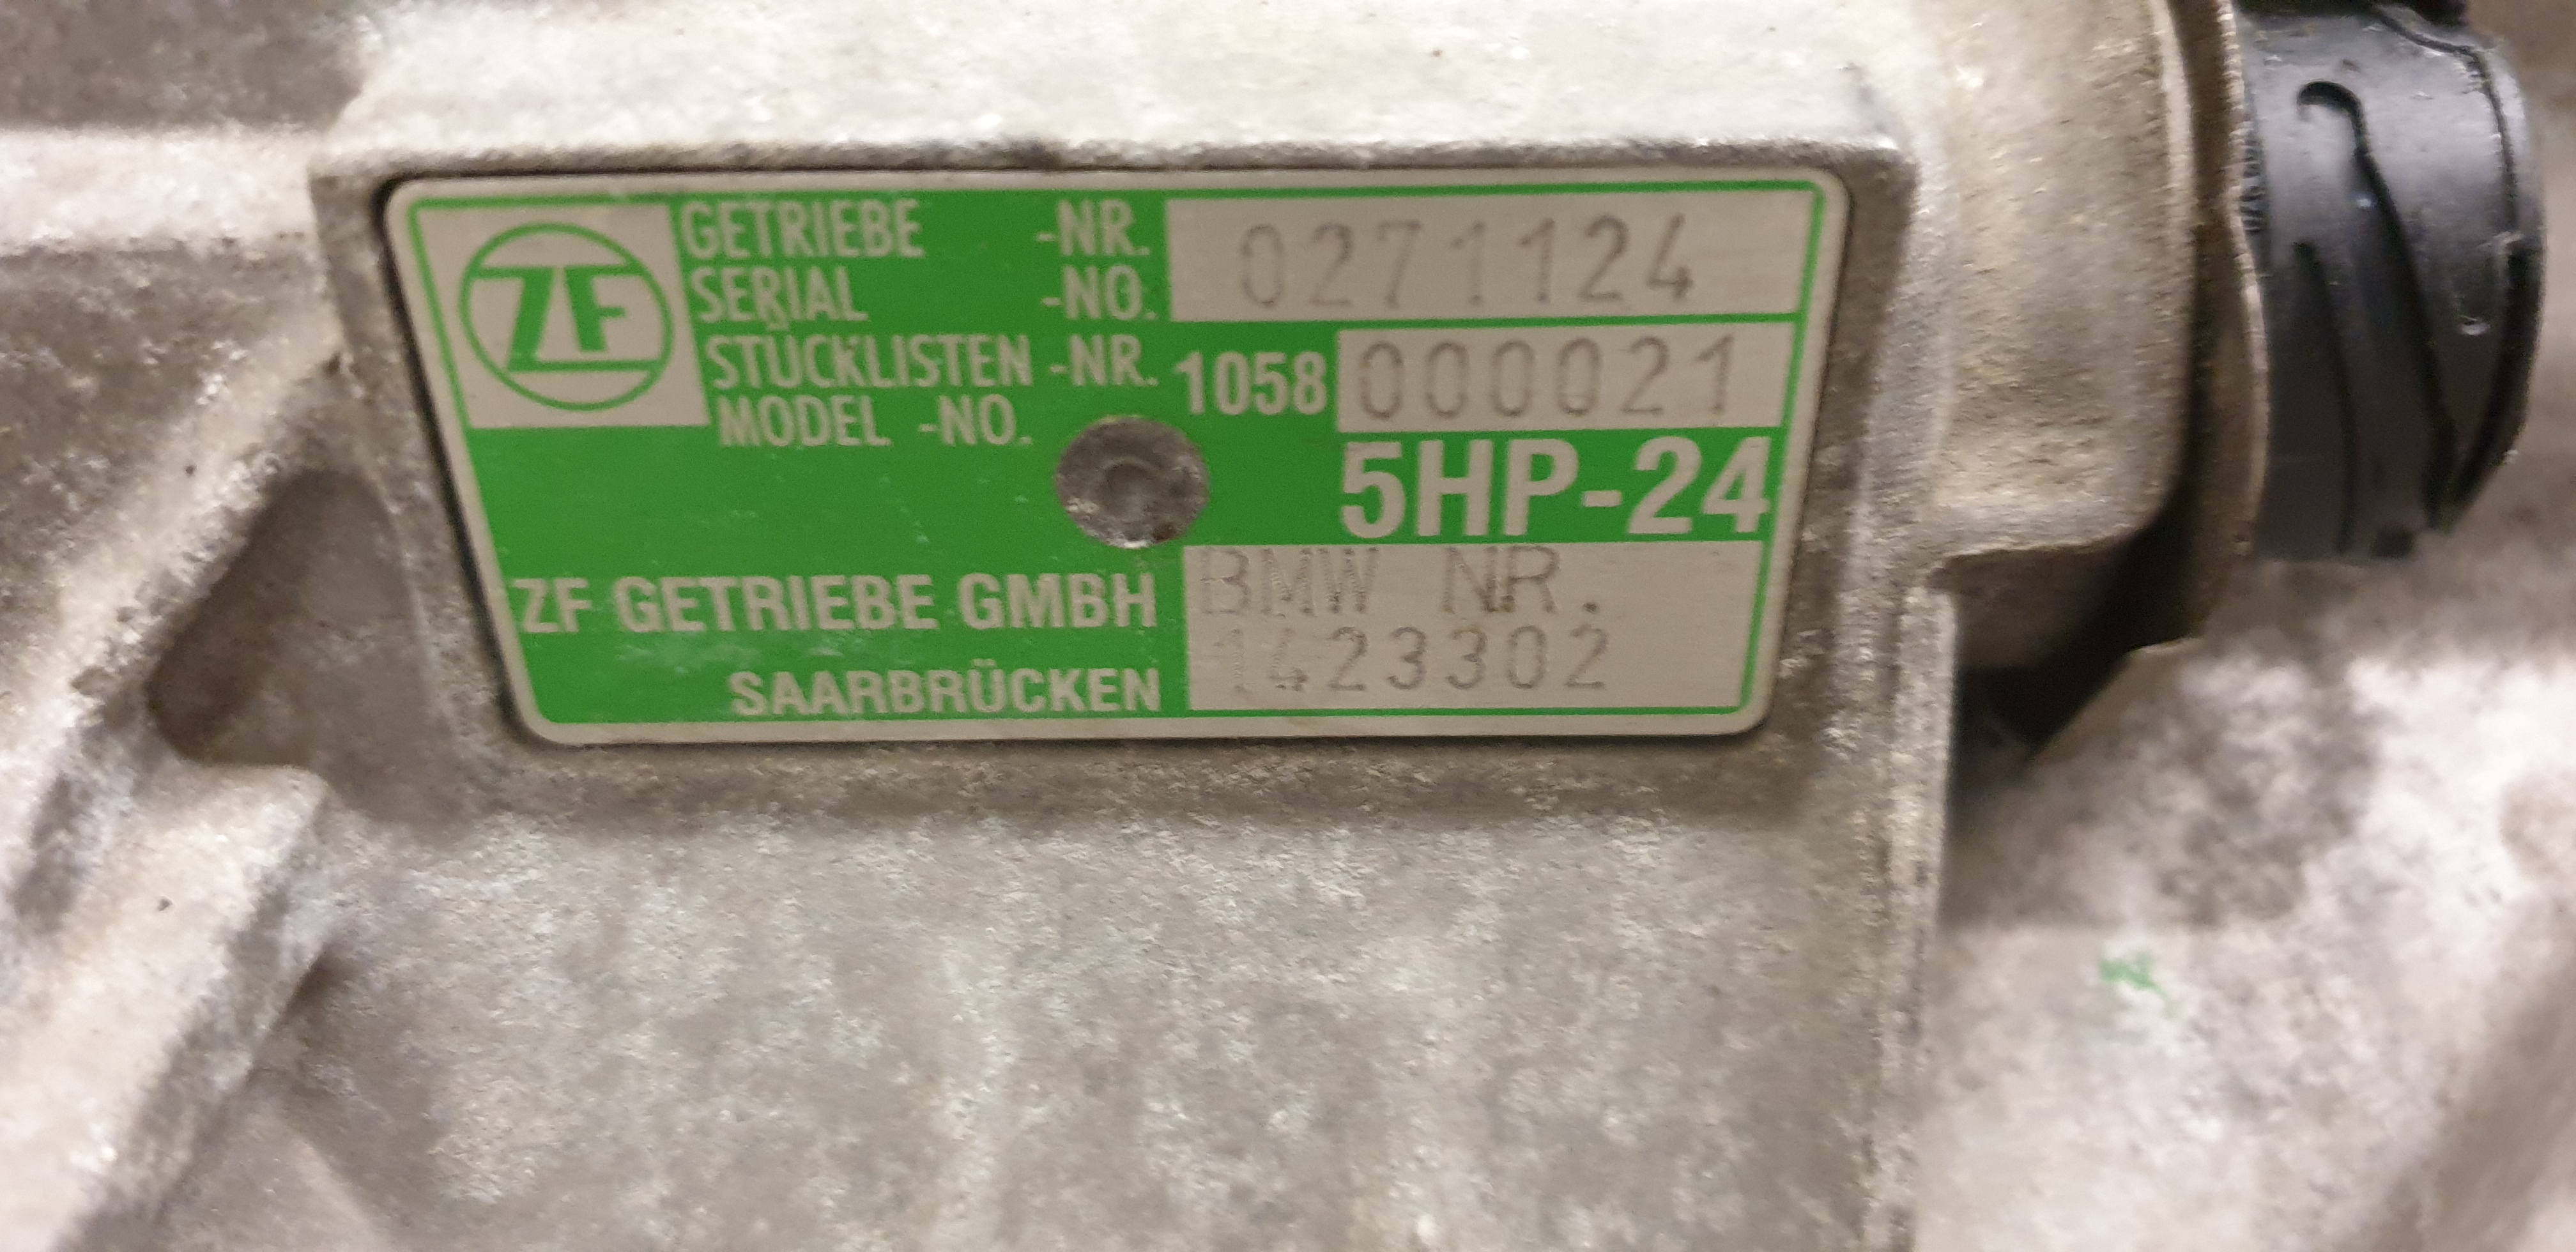 ZF
GETRIEBE -NR. 0271124
SERIAL -NO.
STÜCKLISTEN -NR. 1058 000021
MODEL -NO.
5HP-24
BMW NR.
ZF GETRIEBE GMBH
1423302
SAARBRÜCKEN